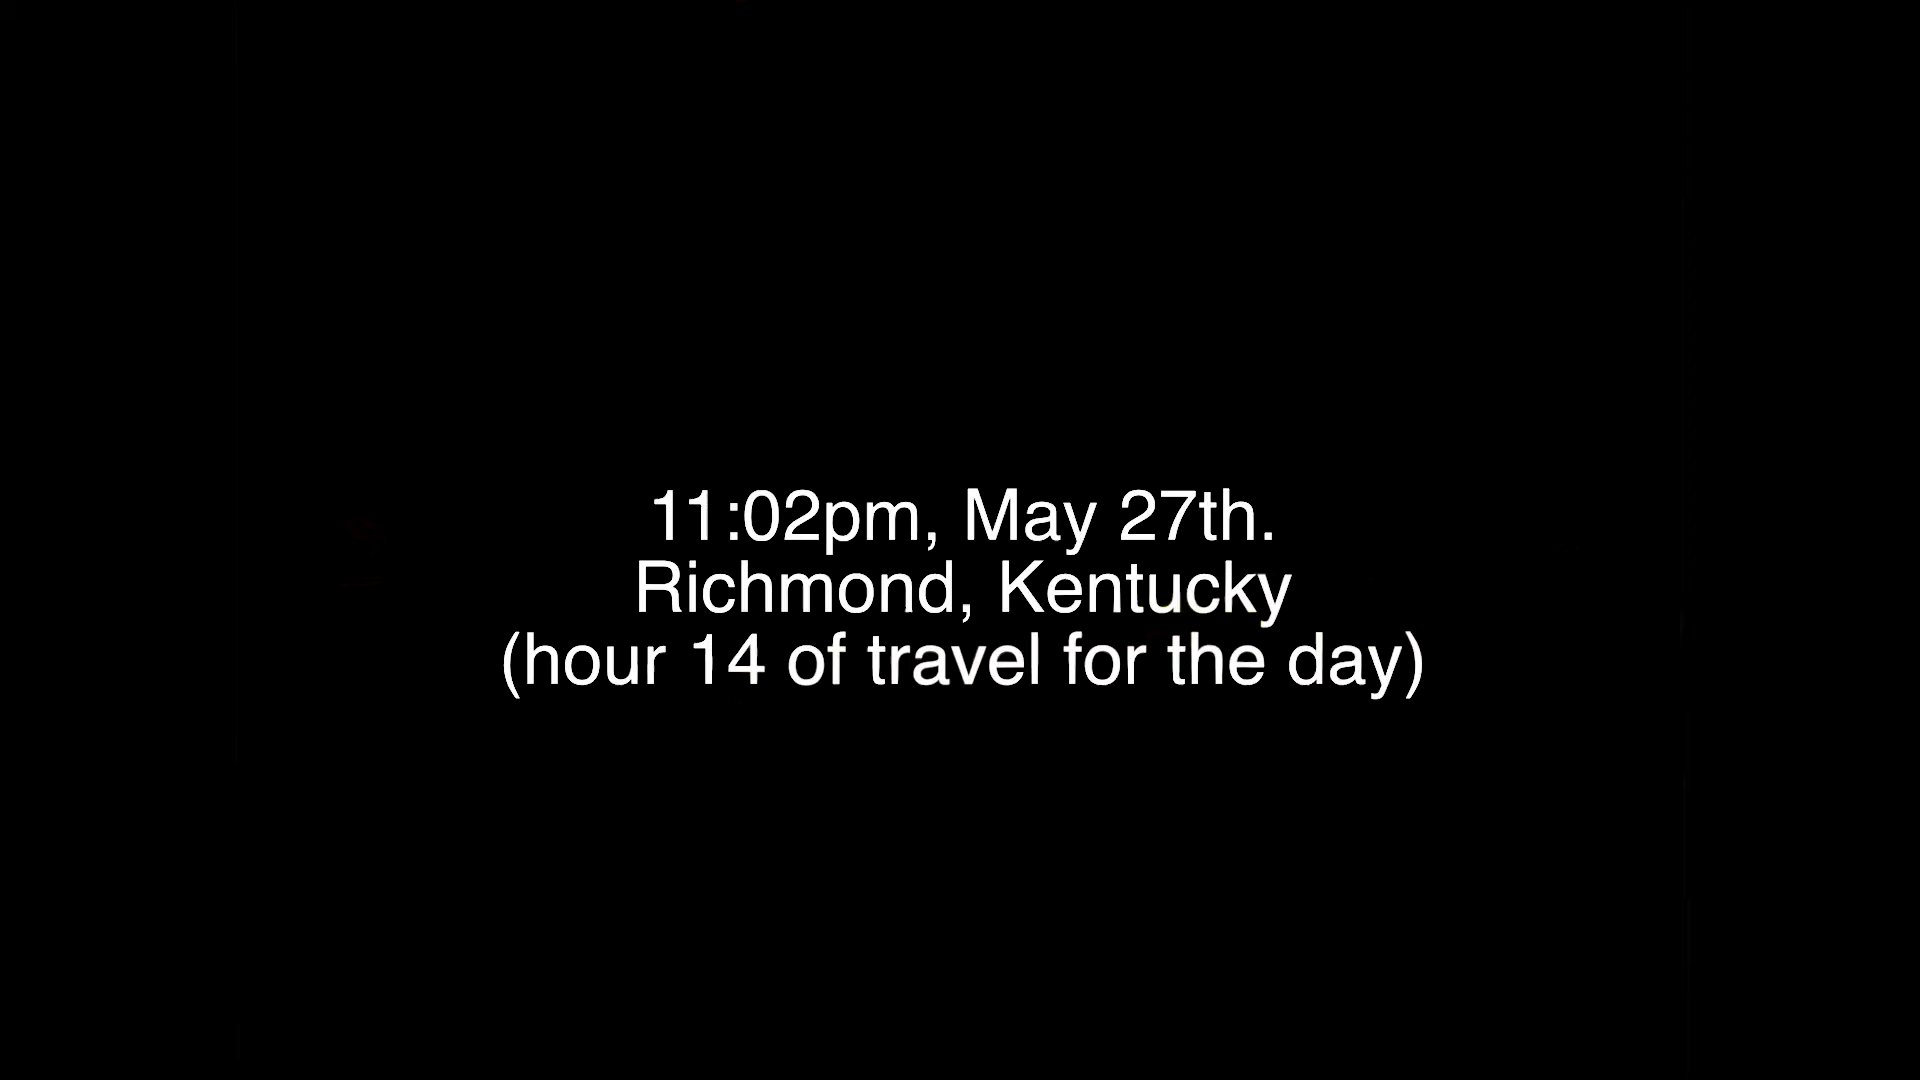 11:02pm, May 27th.
Richmond, Kentucky
(hour 14 of travel for the day)